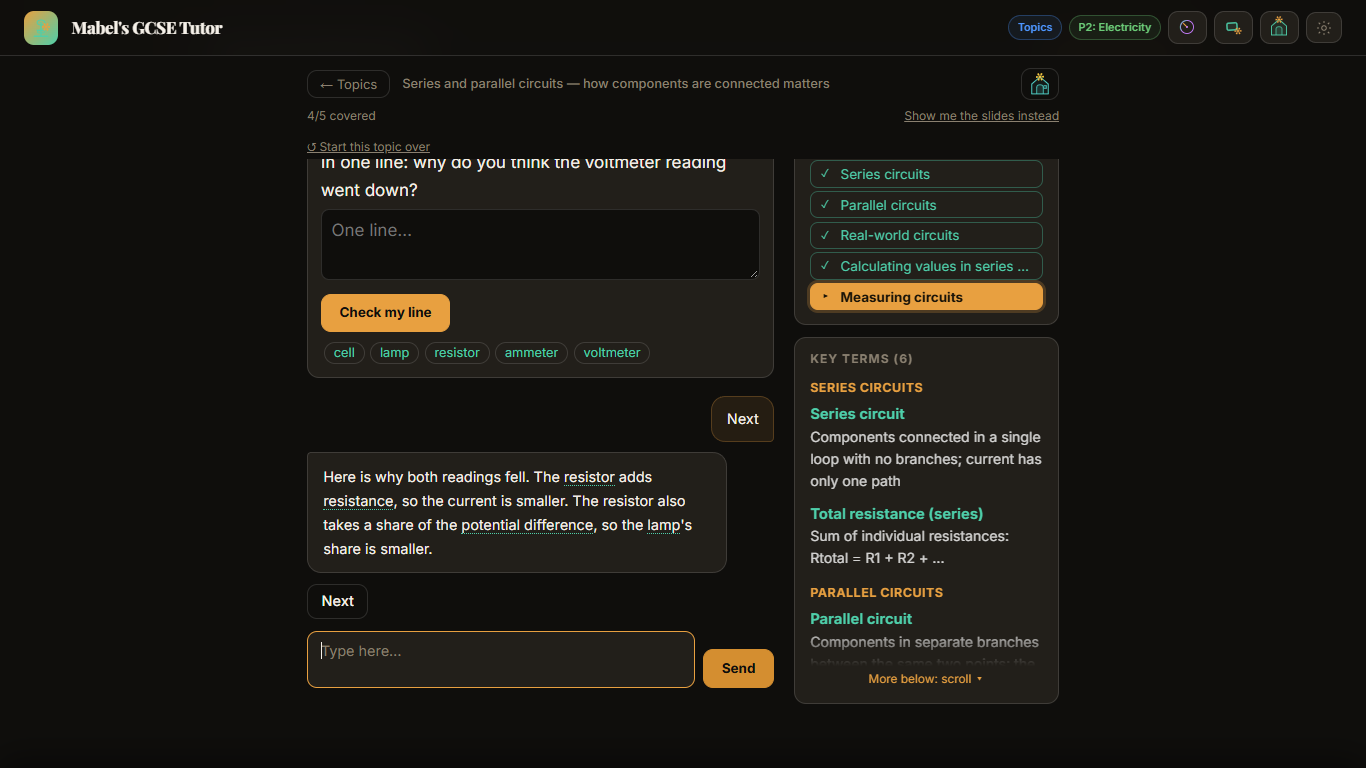 Mabel's GCSE Tutor
Topics
P2: Electricity
← Topics
Series and parallel circuits — how components are connected matters
4/5 covered
Show me the slides instead
↺ Start this topic over
In one line: why do you think the voltmeter reading
went down?
One line...
Check my line
cell
lamp
resistor
ammeter
voltmeter
Next
Here is why both readings fell. The resistor adds
resistance, so the current is smaller. The resistor also
takes a share of the potential difference, so the lamp's
share is smaller.
Next
Type here...
Send
✓ Series circuits
✓ Parallel circuits
✓ Real-world circuits
✓ Calculating values in series ...
▸ Measuring circuits
KEY TERMS (6)
SERIES CIRCUITS
Series circuit
Components connected in a single
loop with no branches; current has
only one path
Total resistance (series)
Sum of individual resistances:
Rtotal = R1 + R2 + ...
PARALLEL CIRCUITS
Parallel circuit
Components in separate branches
between the same two points; the
More below: scroll ▾